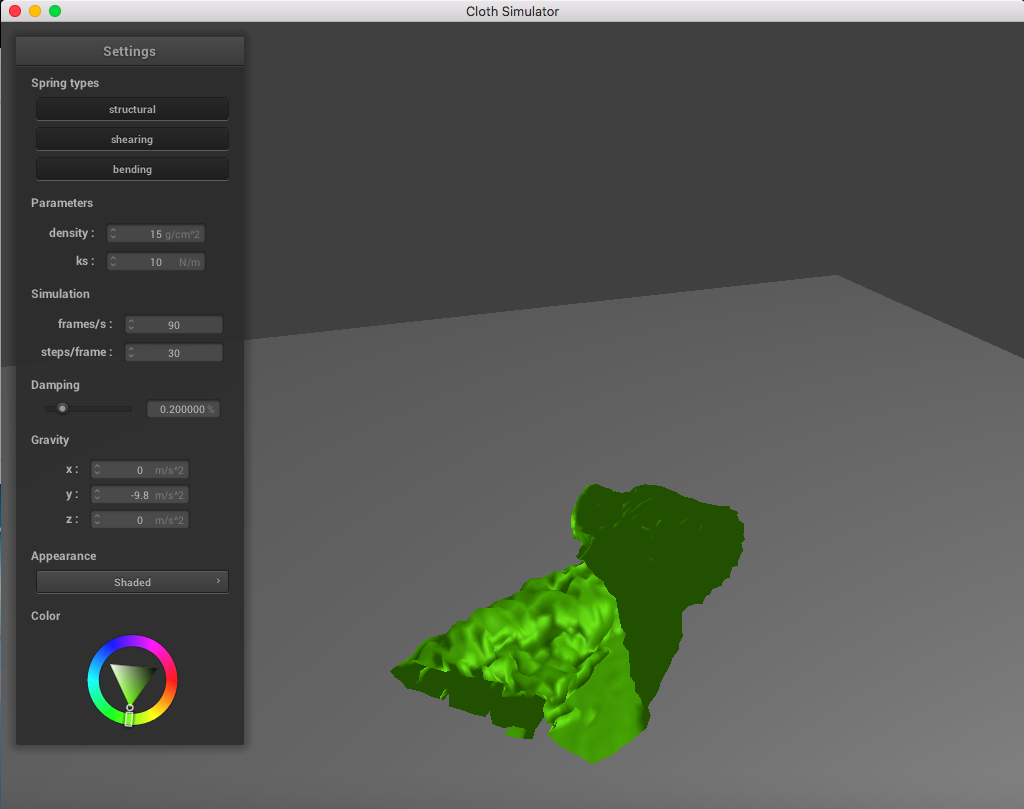 Cloth Simulator
Settings
Spring types
structural
shearing
bending
Parameters
density : 15 g/cm^2
ks : 10 N/m
Simulation
frames/s : 90
steps/frame : 30
Damping
0.200000 %
Gravity
x : 0 m/s^2
y : -9.8 m/s^2
z : 0 m/s^2
Appearance
Shaded
Color